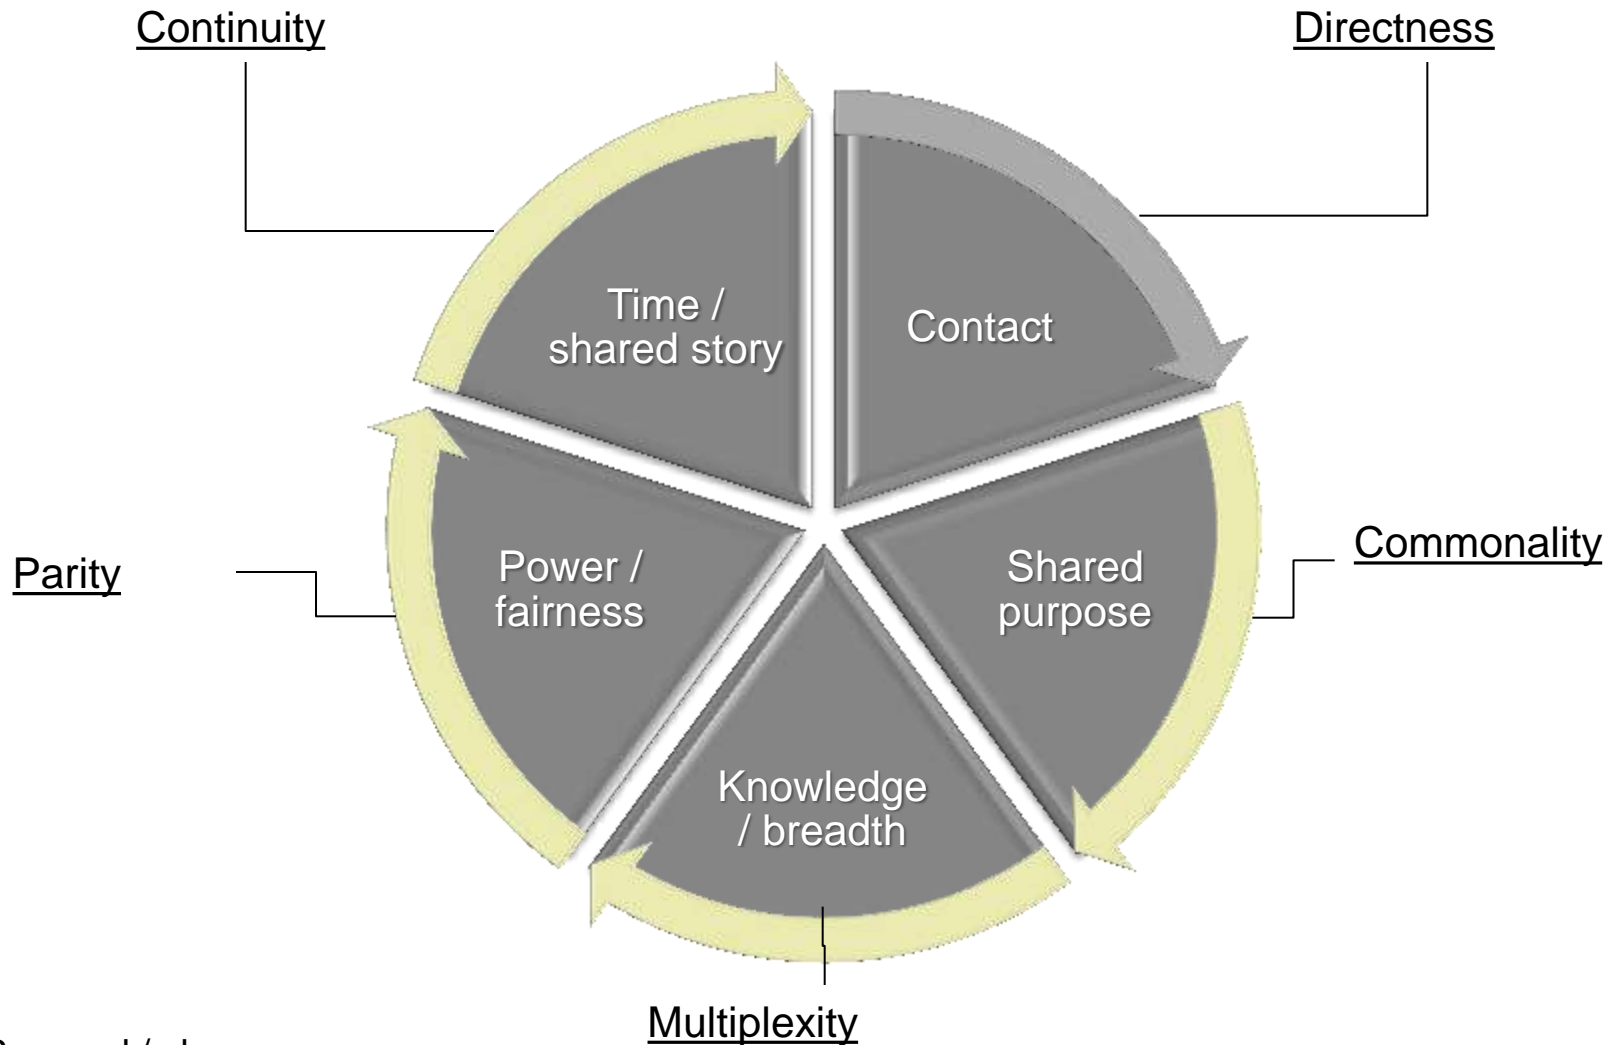 Continuity
Directness
Time /
shared story
Contact
Parity
Power /
fairness
Shared
purpose
Commonality
Knowledge
/ breadth
Multiplexity